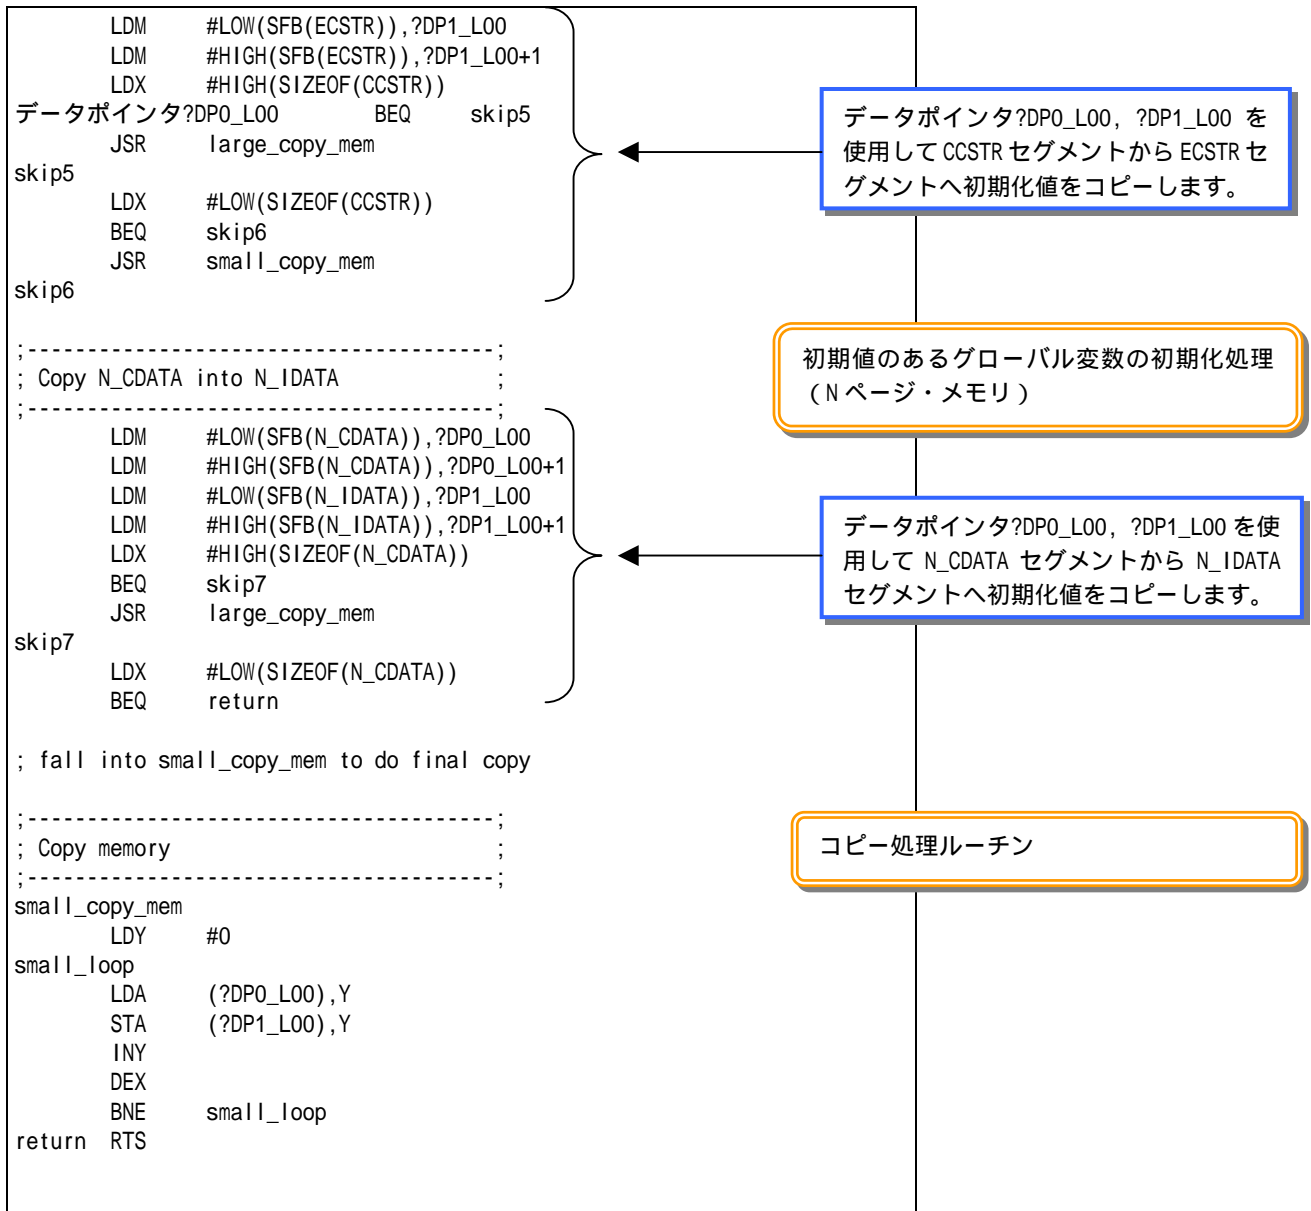 LDM #LOW(SFB(ECSTR)),?DP1_L00
LDM #HIGH(SFB(ECSTR)),?DP1_L00+1
LDX #HIGH(SIZEOF(CCSTR))
データポインタ?DP0_L00 BEQ skip5
JSR large_copy_mem
skip5
LDX #LOW(SIZEOF(CCSTR))
BEQ skip6
JSR small_copy_mem
skip6
データポインタ?DP0_L00, ?DP1_L00 を
使用して CCSTR セグメントから ECSTR セ
グメントへ初期化値をコピーします。
;---------------------------------------;
; Copy N_CDATA into N_IDATA ;
;---------------------------------------;
初期値のあるグローバル変数の初期化処理
(N ページ・メモリ)
LDM #LOW(SFB(N_CDATA)),?DP0_L00
LDM #HIGH(SFB(N_CDATA)),?DP0_L00+1
LDM #LOW(SFB(N_IDATA)),?DP1_L00
LDM #HIGH(SFB(N_IDATA)),?DP1_L00+1
LDX #HIGH(SIZEOF(N_CDATA))
BEQ skip7
JSR large_copy_mem
skip7
LDX #LOW(SIZEOF(N_CDATA))
BEQ return
データポインタ?DP0_L00, ?DP1_L00 を使
用して N_CDATA セグメントから N_IDATA
セグメントへ初期化値をコピーします。
; fall into small_copy_mem to do final copy
;---------------------------------------;
; Copy memory ;
;---------------------------------------;
コピー処理ルーチン
small_copy_mem
LDY #0
small_loop
LDA (?DP0_L00),Y
STA (?DP1_L00),Y
INY
DEX
BNE small_loop
return RTS